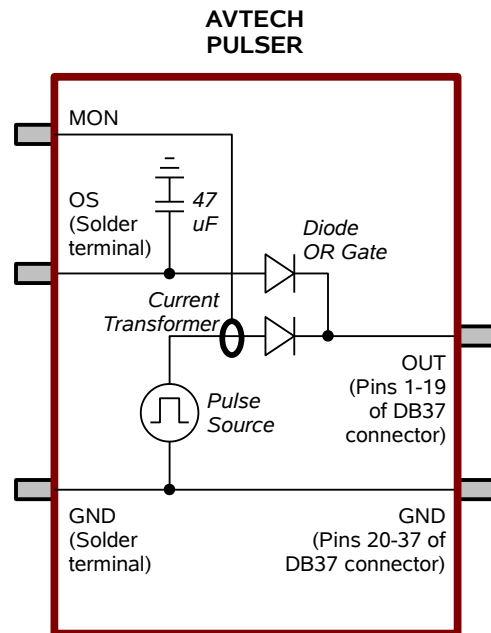 AVTECH
PULSER
MON
OS
(Solder
terminal)
47
uF
Diode
OR Gate
Current
Transformer
OUT
(Pins 1-19
of DB37
connector)
Pulse
Source
GND
(Solder
terminal)
GND
(Pins 20-37 of
DB37 connector)